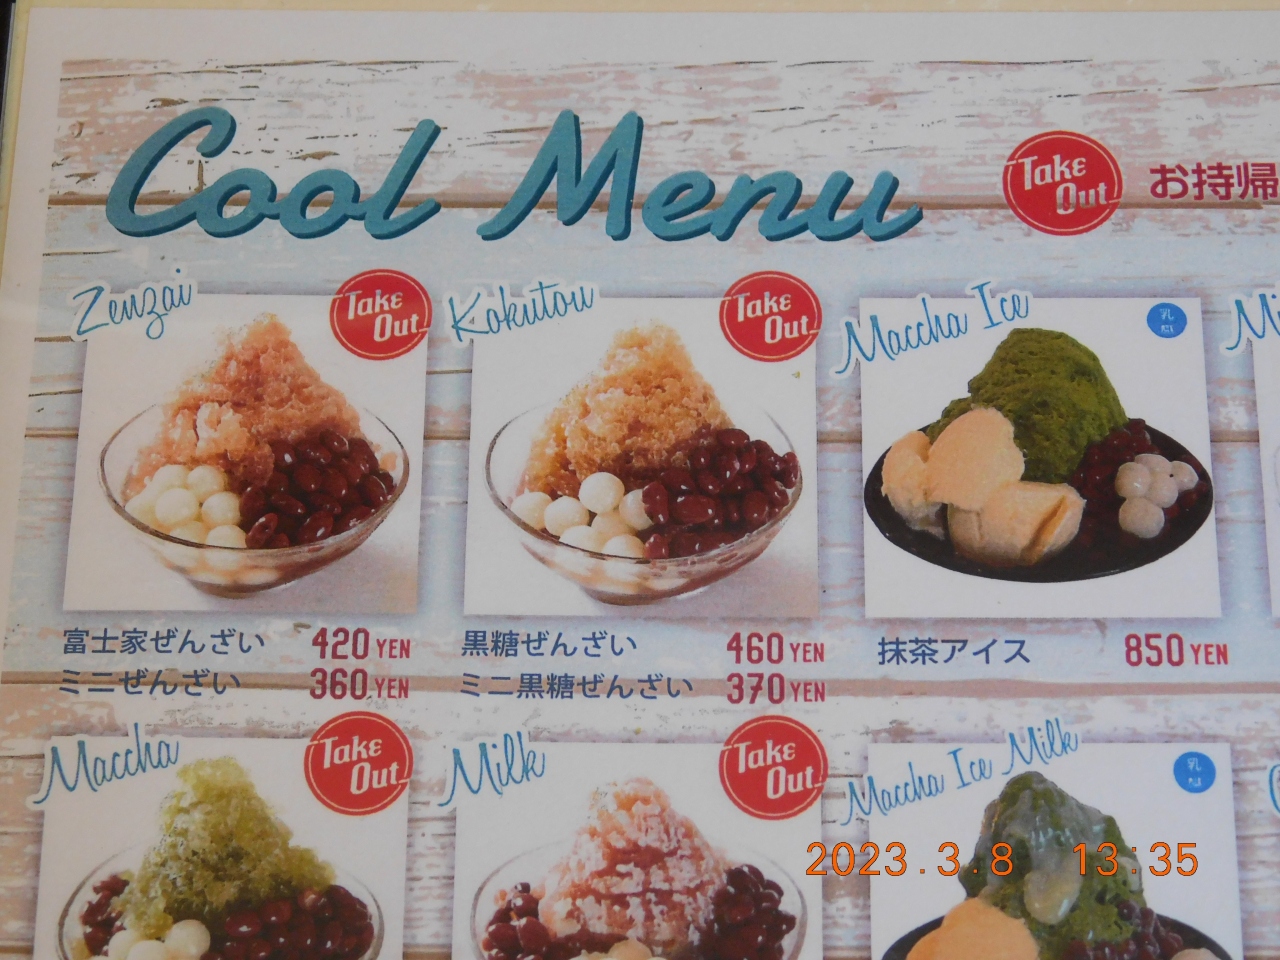 Cool Menu
Take Out お持帰
Zenzai
Take Out
Kokutou
Take Out
Maccha Ice
乳
富士家ぜんざい 420 YEN
ミニぜんざい 360 YEN
黒糖ぜんざい 460 YEN
ミニ黒糖ぜんざい 370 YEN
抹茶アイス 850 YEN
Maccha
Take Out
Milk
Take Out
Maccha Ice Milk
乳
2023.3.8 13:35